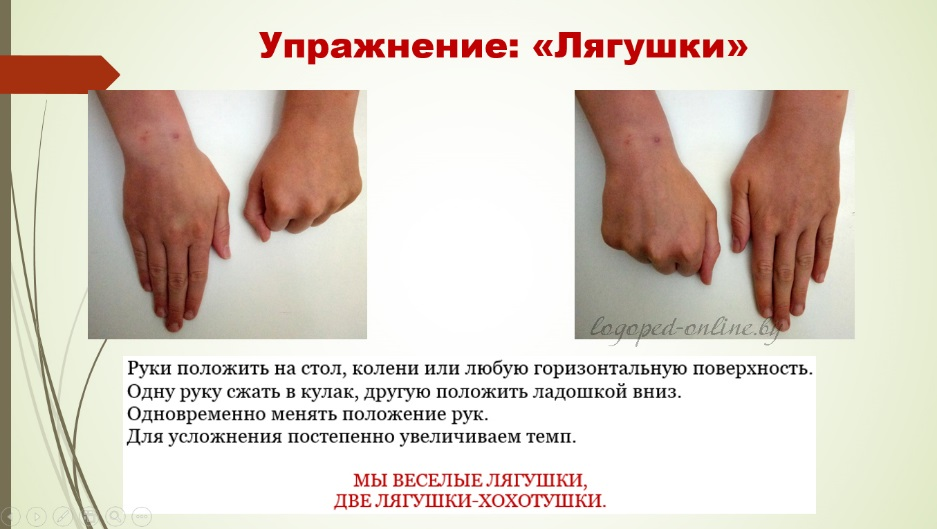 Упражнение: «Лягушки»
logoped-online.by
Руки положить на стол, колени или любую горизонтальную поверхность.
Одну руку сжать в кулак, другую положить ладошкой вниз.
Одновременно менять положение рук.
Для усложнения постепенно увеличиваем темп.
МЫ ВЕСЕЛЫЕ ЛЯГУШКИ,
ДВЕ ЛЯГУШКИ-ХОХОТУШКИ.